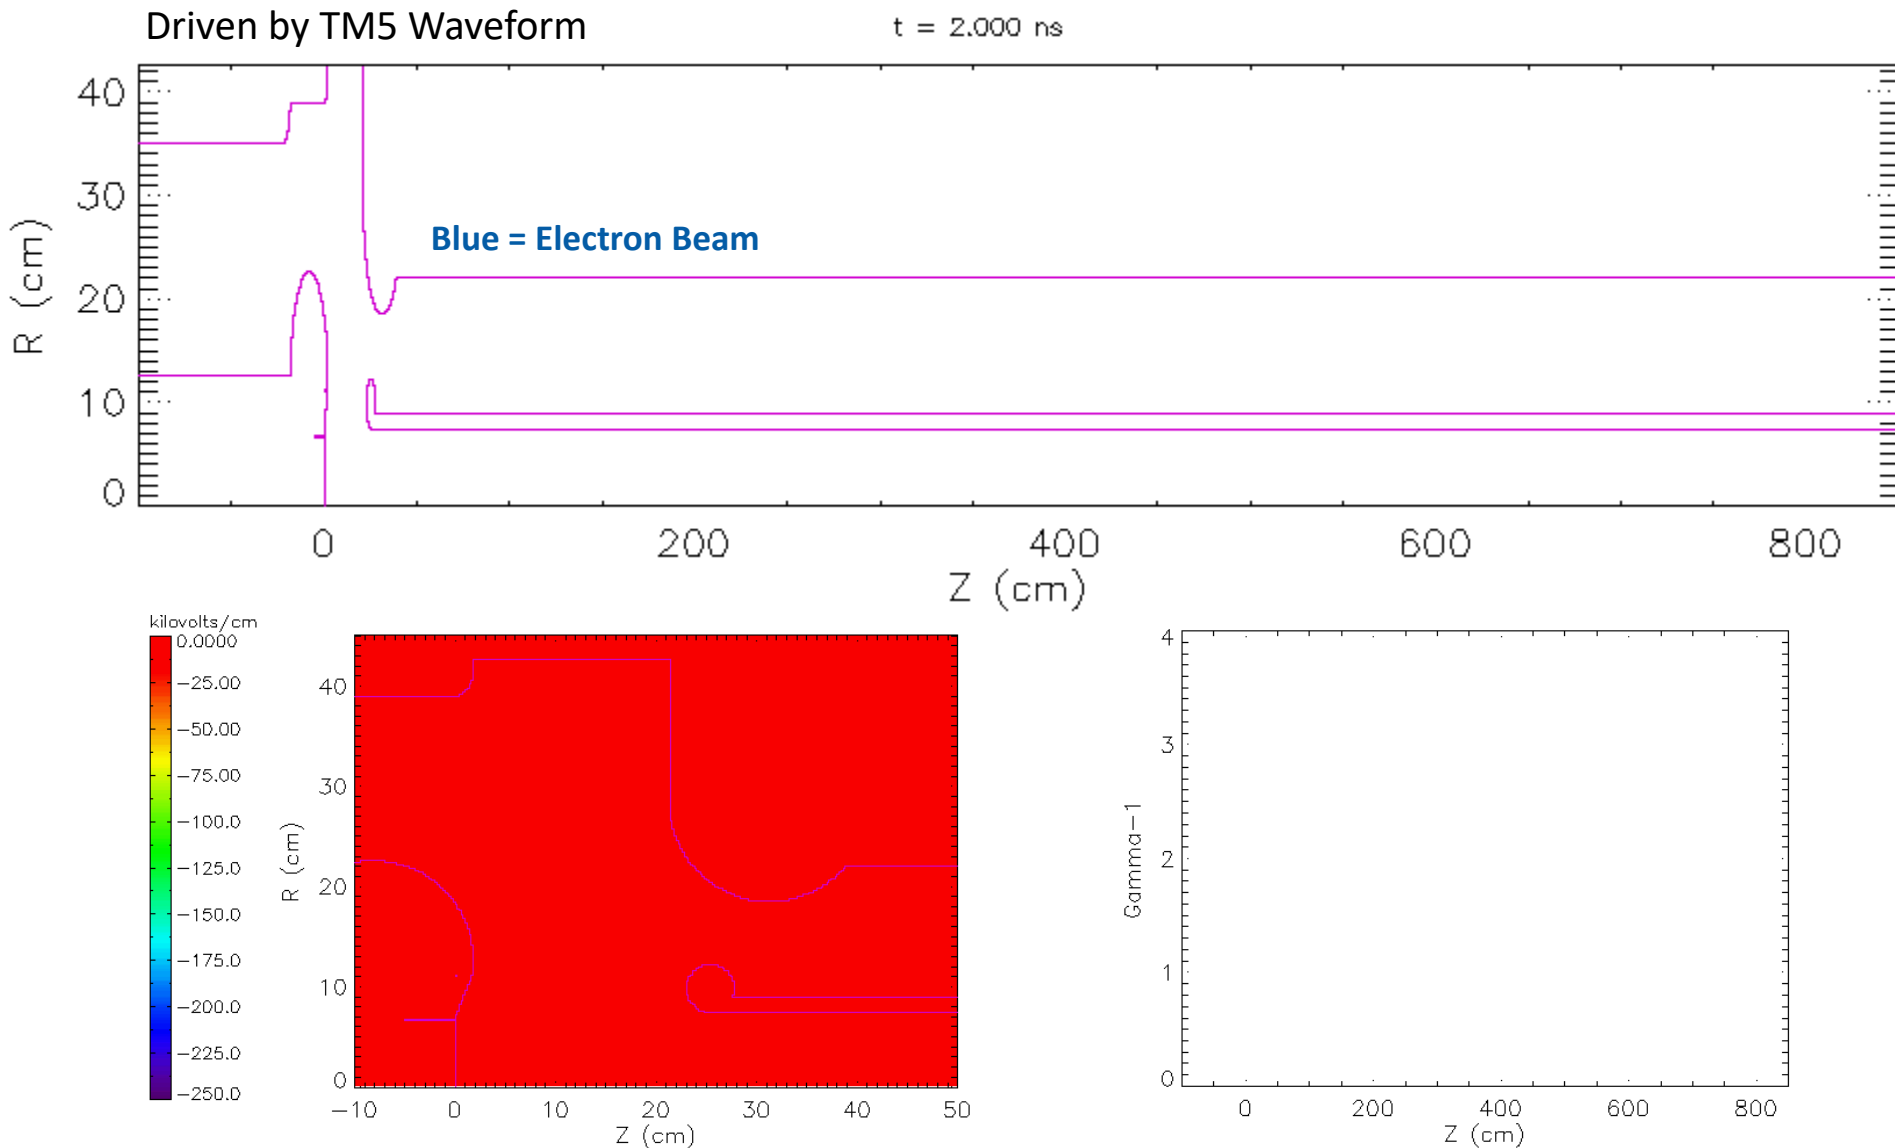 Driven by TM5 Waveform
t = 2.000 ns
40
30
20
10
0
R (cm)
Blue = Electron Beam
0 200 400 600 800
Z (cm)
kilovolts/cm
0.0000
−25.00
−50.00
−75.00
−100.0
−125.0
−150.0
−175.0
−200.0
−225.0
−250.0
40
30
20
10
0
R (cm)
−10 0 10 20 30 40 50
Z (cm)
4
3
2
1
0
Gamma−1
0 200 400 600 800
Z (cm)